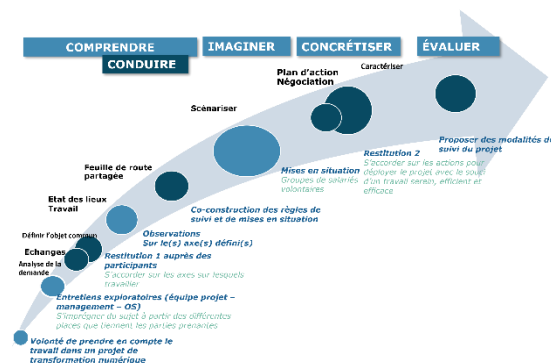 COMPRENDRE
IMAGINER
CONCRÉTISER
ÉVALUER
CONDUIRE
Caractériser
Plan d'action
Négociation
Scénariser
Proposer des modalités de
suivi du projet
Restitution 2
S'accorder sur les actions pour
déployer le projet avec le souci
d'un travail serein, efficient et
efficace
Mises en situation
Groupes de salariés
volontaires
Feuille de route
partagée
Co-construction des règles de
suivi et de mises en situation
Etat des lieux
Travail
Observations
Sur le(s) axe(s) défini(s)
Définir l'objet commun
Echanges
Restitution 1 auprès des
participants
S'accorder sur les axes sur lesquels
travailler
Analyse de la
demande
Entretiens exploratoires (équipe projet –
management – OS)
S'imprégner du sujet à partir des différentes
places que tiennent les parties prenantes
Volonté de prendre en compte le
travail dans un projet de
transformation numérique